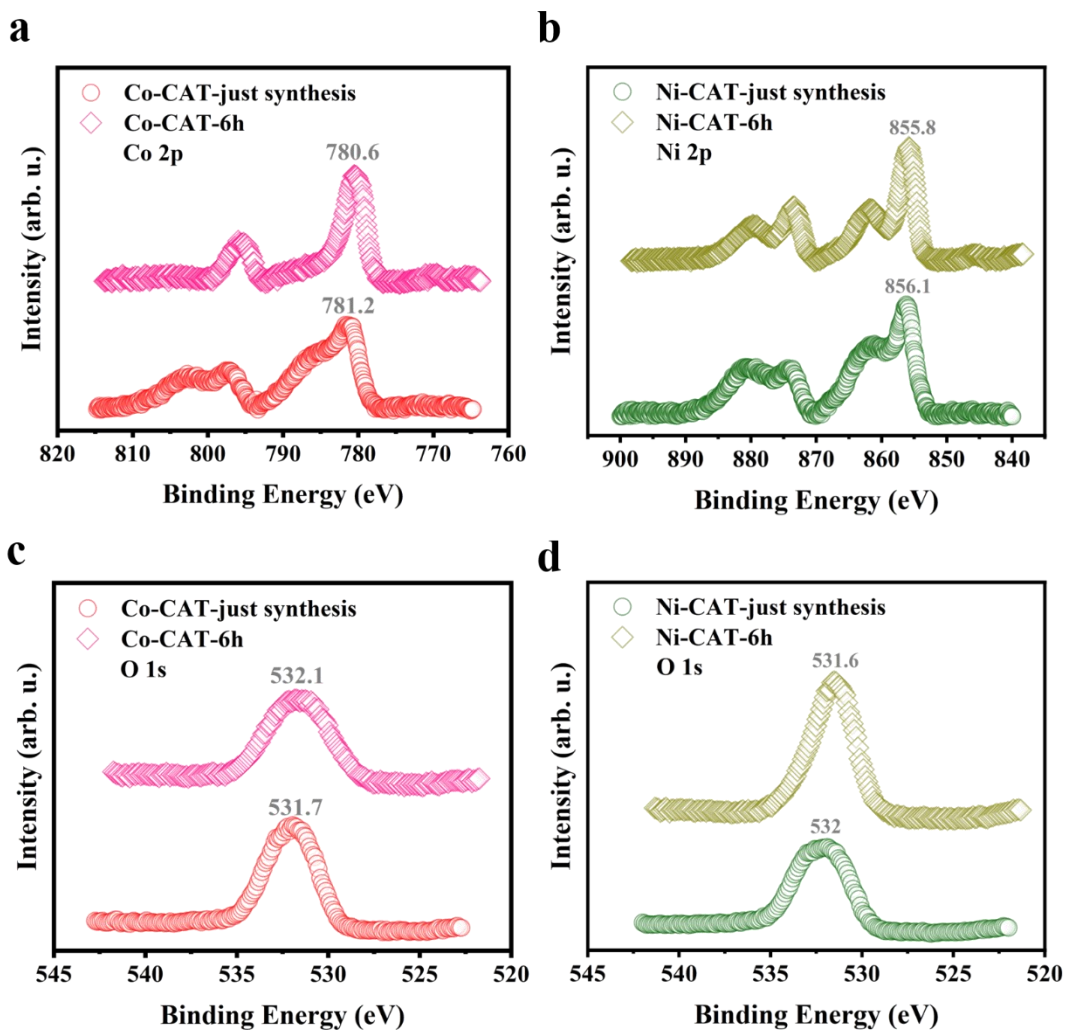 a
Co-CAT-just synthesis
Co-CAT-6h
Co 2p
780.6
781.2
Intensity (arb. u.)
820 810 800 790 780 770 760
Binding Energy (eV)
b
Ni-CAT-just synthesis
Ni-CAT-6h
Ni 2p
855.8
856.1
Intensity (arb. u.)
900 890 880 870 860 850 840
Binding Energy (eV)
c
Co-CAT-just synthesis
Co-CAT-6h
O 1s
532.1
531.7
Intensity (arb. u.)
545 540 535 530 525 520
Binding Energy (eV)
d
Ni-CAT-just synthesis
Ni-CAT-6h
O 1s
531.6
532
Intensity (arb. u.)
545 540 535 530 525 520
Binding Energy (eV)